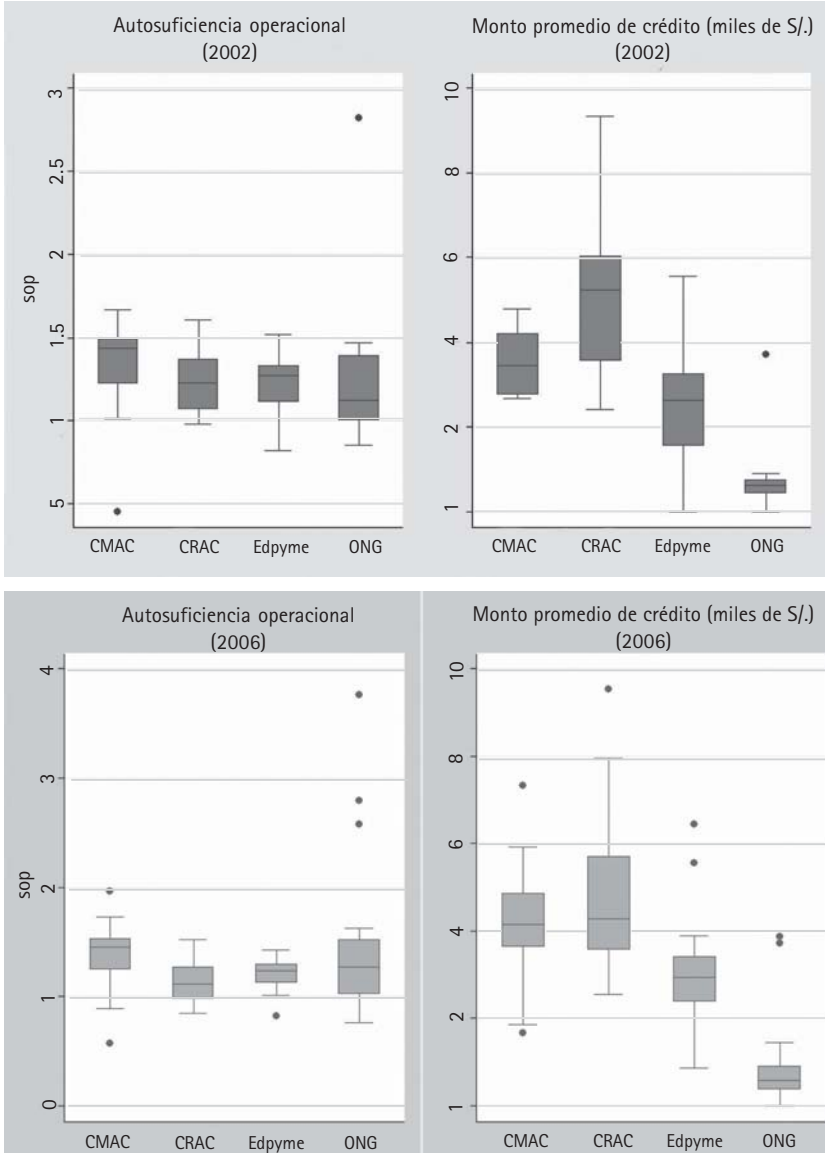 Autosuficiencia operacional
(2002)
3
2.5
2
1.5
1
5
sop
CMAC CRAC Edpyme ONG
Monto promedio de crédito (miles de S/.)
(2002)
10
8
6
4
2
1
CMAC CRAC Edpyme ONG
Autosuficiencia operacional
(2006)
4
3
2
1
0
sop
CMAC CRAC Edpyme ONG
Monto promedio de crédito (miles de S/.)
(2006)
10
8
6
4
2
1
CMAC CRAC Edpyme ONG